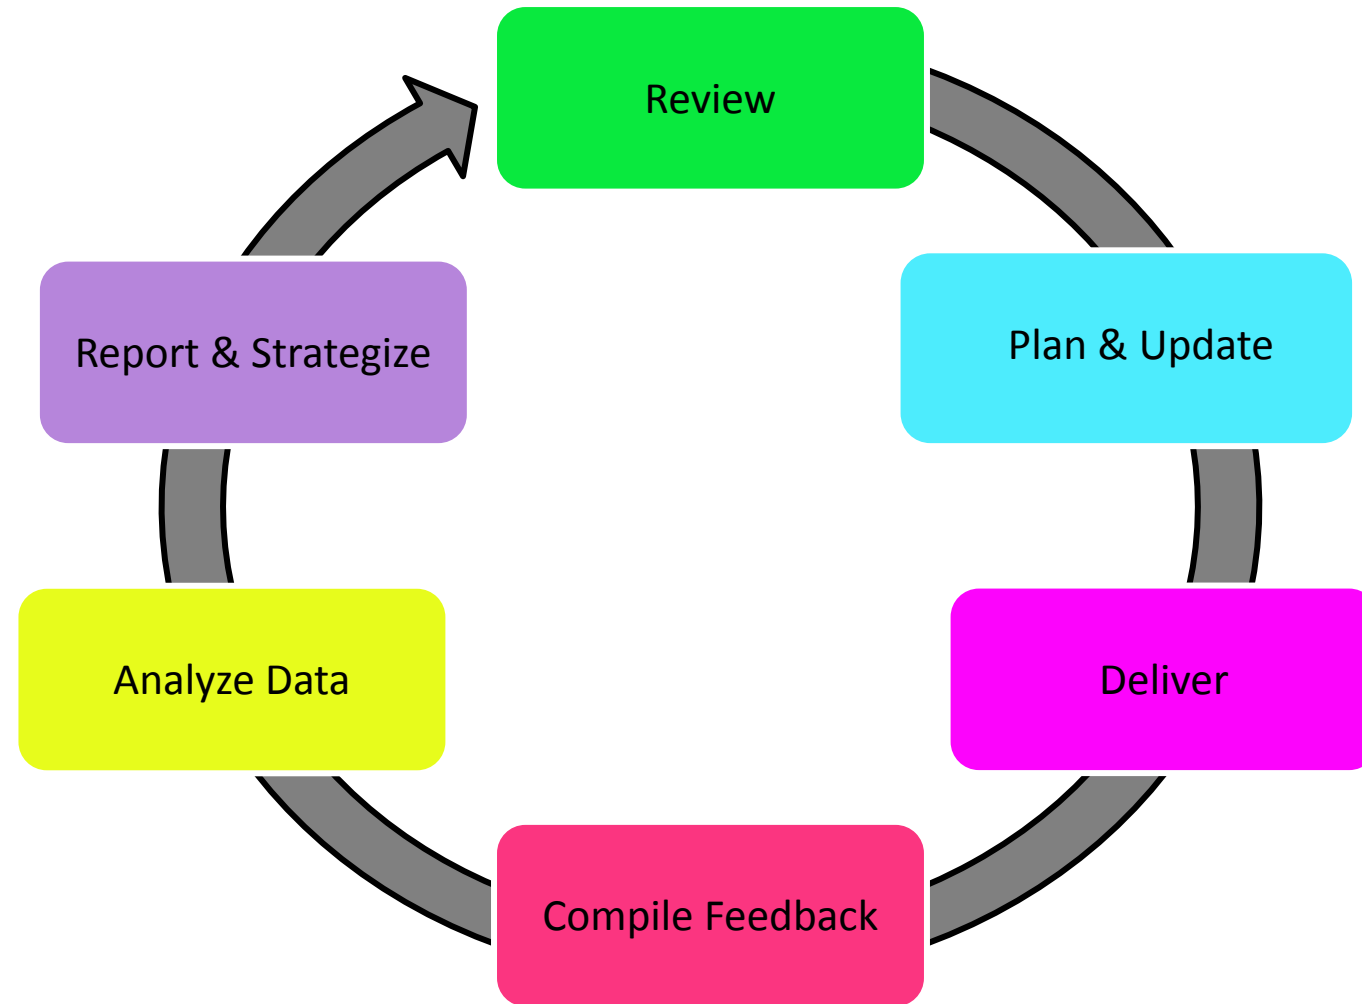 Review
Plan & Update
Deliver
Compile Feedback
Analyze Data
Report & Strategize